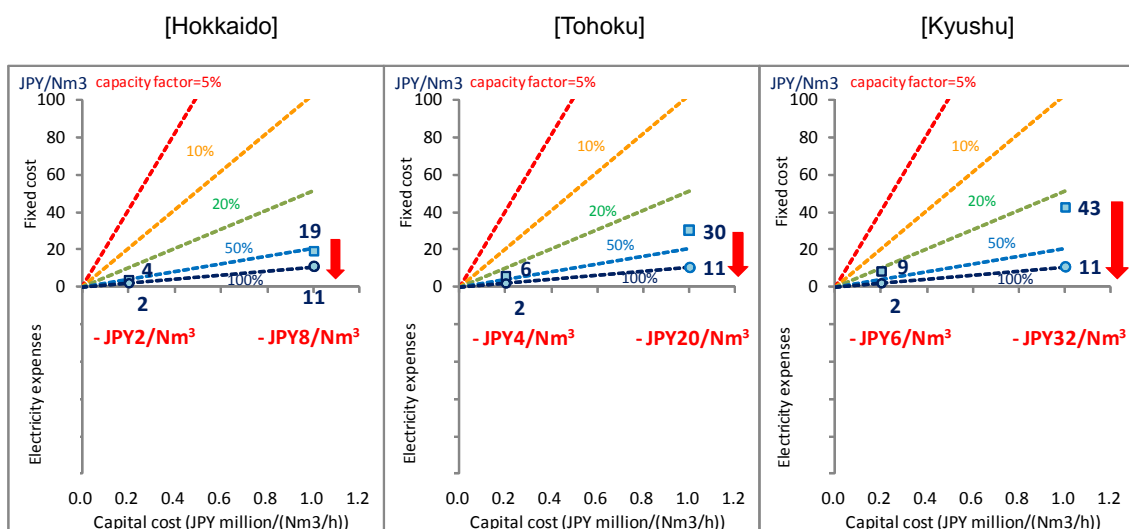 [Hokkaido]
JPY/Nm3 capacity factor=5%
100
80
60
40
20
0
Fixed cost
Electricity expenses
10%
20%
50%
100%
19
4
2
11
- JPY2/Nm³
- JPY8/Nm³
0.0 0.2 0.4 0.6 0.8 1.0 1.2
Capital cost (JPY million/(Nm3/h))
[Tohoku]
JPY/Nm3 capacity factor=5%
100
80
60
40
20
0
Fixed cost
Electricity expenses
10%
20%
50%
100%
30
6
11
2
- JPY4/Nm³
- JPY20/Nm³
0.0 0.2 0.4 0.6 0.8 1.0 1.2
Capital cost (JPY million/(Nm3/h))
[Kyushu]
JPY/Nm3 capacity factor=5%
100
80
60
40
20
0
Fixed cost
Electricity expenses
10%
20%
50%
100%
43
9
11
2
- JPY6/Nm³
- JPY32/Nm³
0.0 0.2 0.4 0.6 0.8 1.0 1.2
Capital cost (JPY million/(Nm3/h))